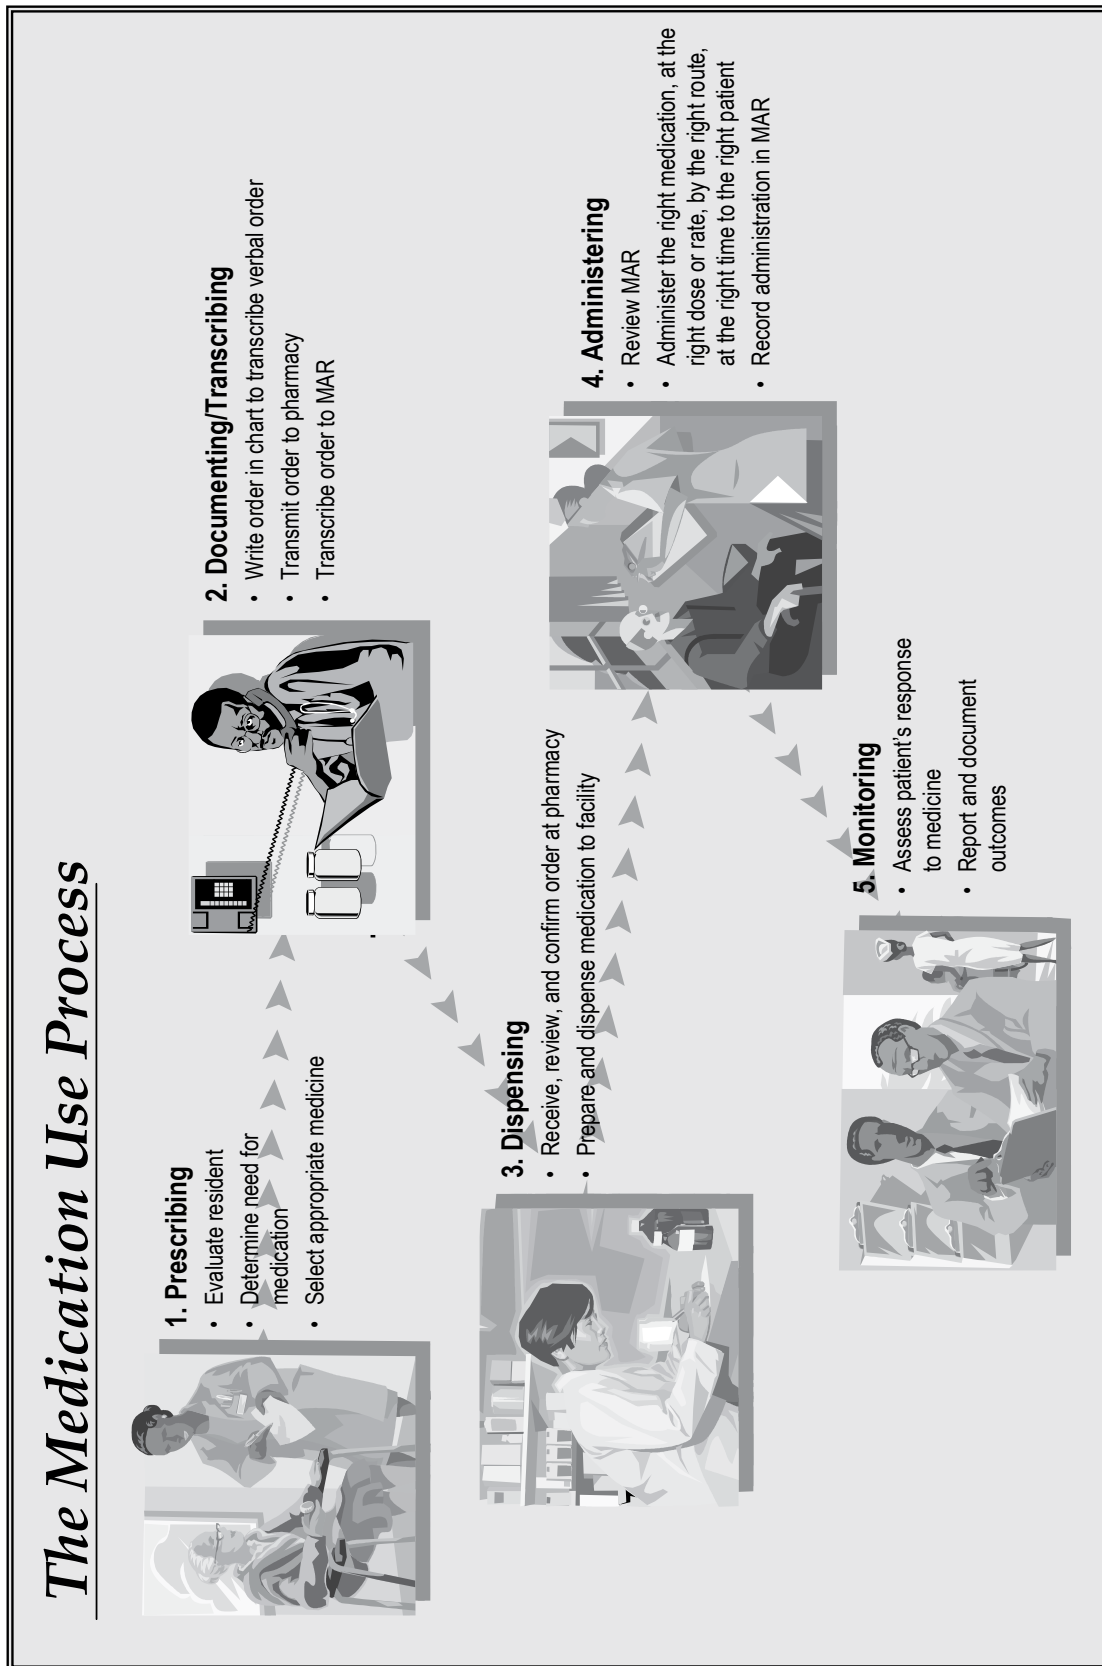 The Medication Use Process
1. Prescribing
• Evaluate resident
• Determine need for
medication
• Select appropriate medicine
2. Documenting/Transcribing
• Write order in chart to transcribe verbal order
• Transmit order to pharmacy
• Transcribe order to MAR
3. Dispensing
• Receive, review, and confirm order at pharmacy
• Prepare and dispense medication to facility
4. Administering
• Review MAR
• Administer the right medication, at the
right dose or rate, by the right route,
at the right time to the right patient
• Record administration in MAR
5. Monitoring
• Assess patient's response
to medicine
• Report and document
outcomes